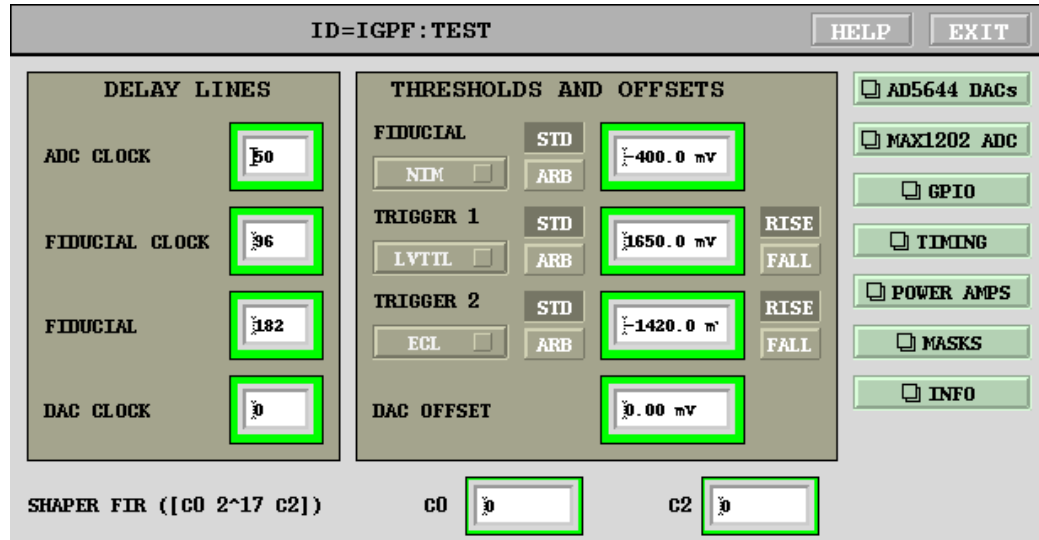 ID=IGPF:TEST
HELP
EXIT
DELAY LINES
ADC CLOCK
50
FIDUCIAL CLOCK
96
FIDUCIAL
182
DAC CLOCK
0
THRESHOLDS AND OFFSETS
FIDUCIAL
NIM
STD
ARB
-400.0 mV
TRIGGER 1
LVTTL
STD
ARB
1650.0 mV
RISE
FALL
TRIGGER 2
ECL
STD
ARB
-1420.0 m
RISE
FALL
DAC OFFSET
0.00 mV
AD5644 DACs
MAX1202 ADC
GPIO
TIMING
POWER AMPS
MASKS
INFO
SHAPER FIR ([C0 2^17 C2])
C0
0
C2
0